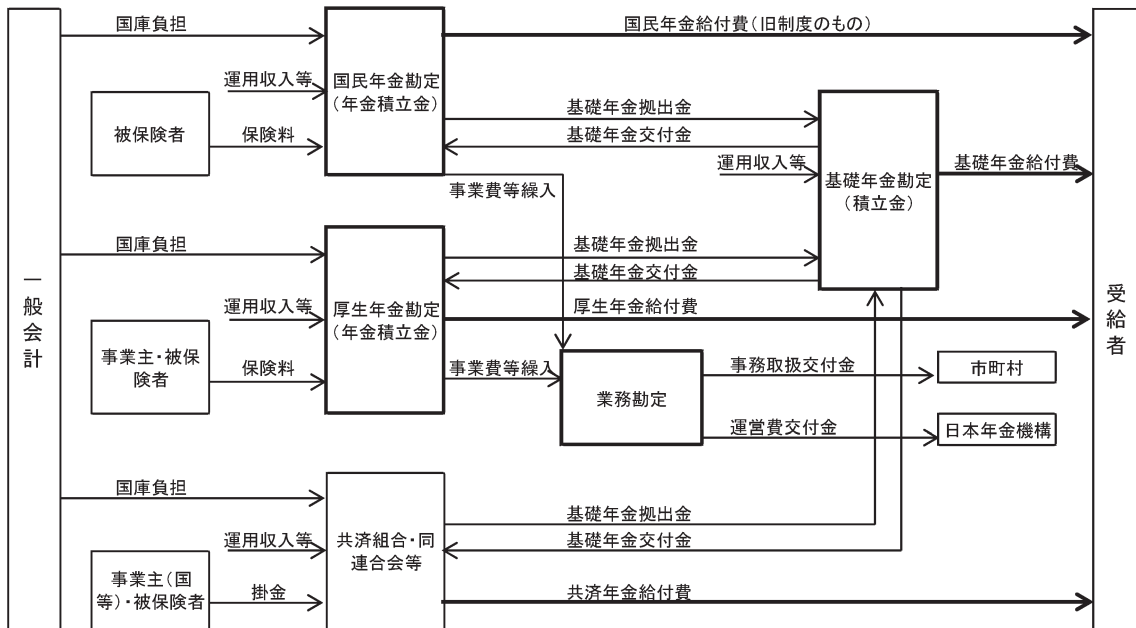 一般会計
国庫負担
国民年金給付費(旧制度のもの)
運用収入等
国民年金勘定
(年金積立金)
被保険者
保険料
基礎年金拠出金
基礎年金交付金
運用収入等
基礎年金勘定
(積立金)
基礎年金給付費
事業費等繰入
国庫負担
基礎年金拠出金
基礎年金交付金
運用収入等
厚生年金勘定
(年金積立金)
厚生年金給付費
事業主・被保
険者
保険料
事業費等繰入
業務勘定
事務取扱交付金
市町村
運営費交付金
日本年金機構
国庫負担
運用収入等
共済組合・同
連合会等
基礎年金拠出金
基礎年金交付金
事業主(国
等)・被保険者
掛金
共済年金給付費
受給者